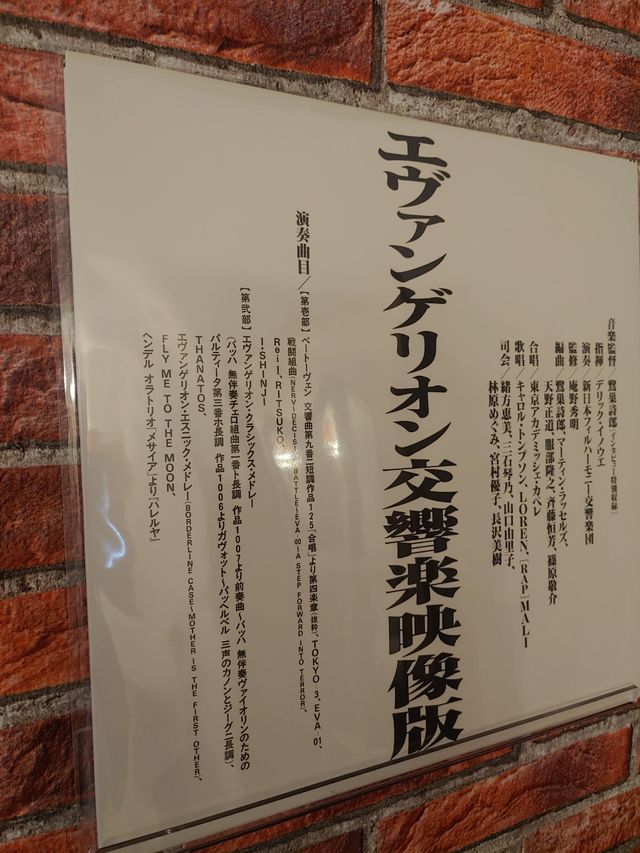 音楽監督/鷺巣詩郎[インタビュー特別収録]
指揮/デリック・イノウエ
演奏/新日本フィルハーモニー交響楽団
監修/庵野秀明
編曲/鷺巣詩郎、マーティン・ラッセルズ、
天野正道、服部隆之、斉藤恒芳、篠原敬介
合唱/東京アカデミッシェ・カペレ
歌唱/キャロル・トンプソン、LOREN、[RAP]MALI
司会/緒方恵美、三石琴乃、山口由里子、
林原めぐみ、宮村優子、長沢美樹
エヴァンゲリオン交響楽映像版
演奏曲目/[第壱部]ベートーヴェン 交響曲第九番ニ短調作品125「合唱」より第四楽章(抜粋)、TOKYO 3、EVA 01、
戦闘組曲(NERV〜DECISIVE BATTLE〜EVA 00〜A STEP FORWARD INTO TERROR)、
Rei I、RITSUKO、
I・SHINJI
[第弐部]エヴァンゲリオン・クラシックス・メドレー
(バッハ 無伴奏チェロ組曲第一番ト長調 作品1007より前奏曲〜バッハ 無伴奏ヴァイオリンのための
パルティータ第三番ホ長調 作品1006よりガヴォット〜パッヘルベル 三声のカノンとジーグニ長調)、
THANATOS、
エヴァンゲリオン・エスニック・メドレー(BORDERLINE CASE〜MOTHER IS THE FIRST OTHER)、
FLY ME TO THE MOON、
ヘンデル オラトリオ「メサイア」より「ハレルヤ」